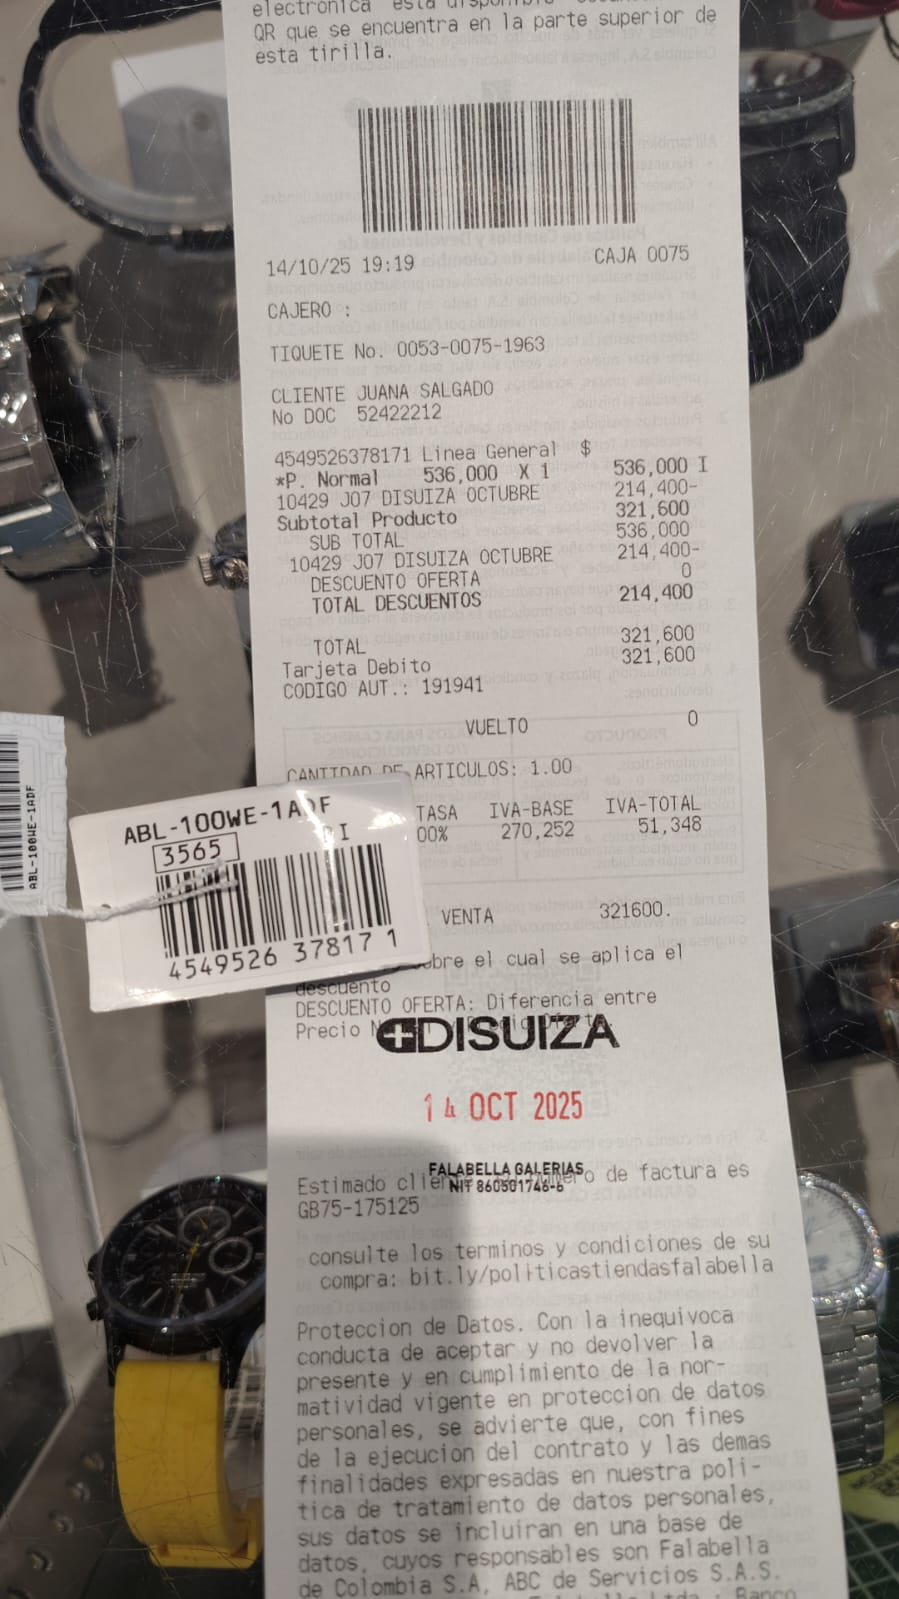 QR que se encuentra en la parte superior de
esta tirilla.
14/10/25 19:19 CAJA 0075
CAJERO :
TIQUETE No. 0053-0075-1963
CLIENTE JUANA SALGADO
No DOC 52422212
4549526378171 Linea General $
*P. Normal 536,000 X 1 536,000 I
10429 J07 DISUIZA OCTUBRE 214,400-
Subtotal Producto 321,600
SUB TOTAL 536,000
10429 J07 DISUIZA OCTUBRE 214,400-
DESCUENTO OFERTA 0
TOTAL DESCUENTOS 214,400
TOTAL 321,600
Tarjeta Debito 321,600
CODIGO AUT.: 191941
VUELTO 0
CANTIDAD DE ARTICULOS: 1.00
TASA IVA-BASE IVA-TOTAL
00% 270,252 51,348
VENTA 321600.
el cual se aplica el
descuento
DESCUENTO OFERTA: Diferencia entre
Precio
DISUIZA
14 OCT 2025
FALABELLA GALERIAS
NIT 860501746-6
Estimado de factura es
GB75-175125
consulte los terminos y condiciones de su
compra: bit.ly/politicastiendasfalabella
Proteccion de Datos. Con la inequivoca
conducta de aceptar y no devolver la
presente y en cumplimiento de la nor-
matividad vigente en proteccion de datos
personales, se advierte que, con fines
de la ejecucion del contrato y las demas
finalidades expresadas en nuestra poli-
tica de tratamiento de datos personales,
sus datos se incluiran en una base de
datos, cuyos responsables son Falabella
de Colombia S.A, ABC de Servicios S.A.S.
Banco
ABL-100WE-1ADF
3565
4549526 37817 1
ABL-100WE-1ADF